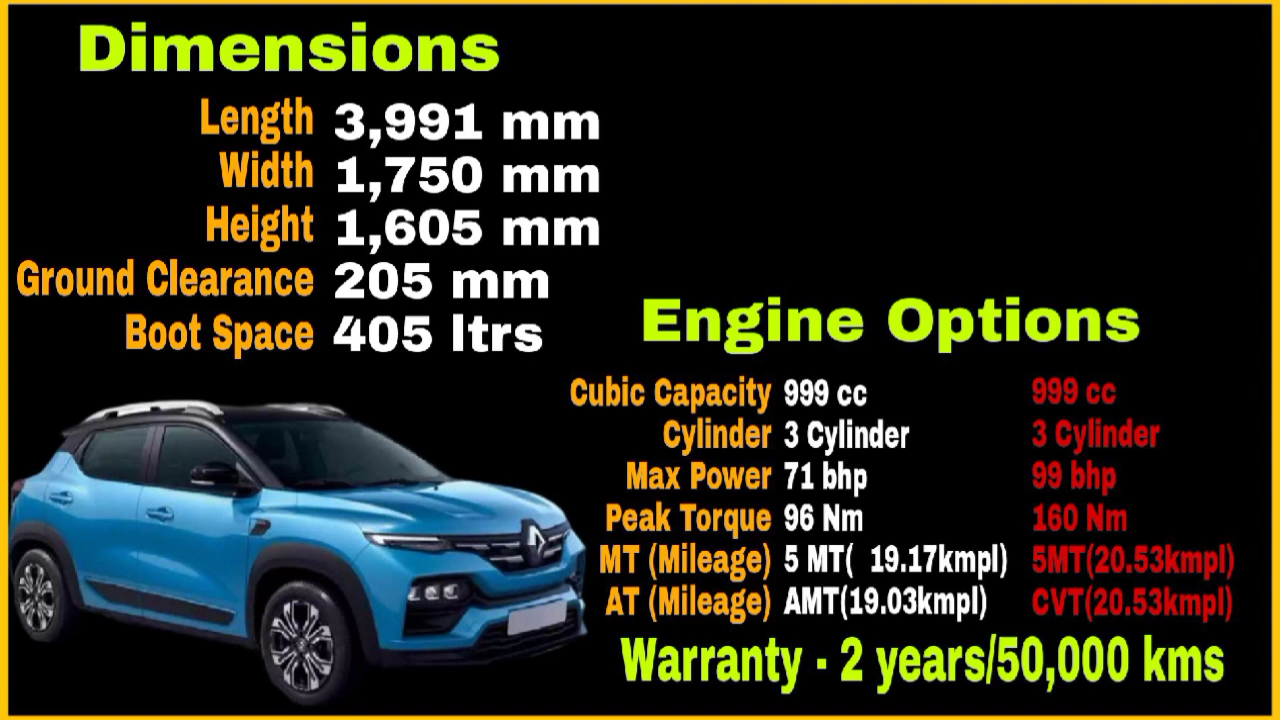 Dimensions
Length 3,991 mm
Width 1,750 mm
Height 1,605 mm
Ground Clearance 205 mm
Boot Space 405 ltrs
Engine Options
Cubic Capacity 999 cc 999 cc
Cylinder 3 Cylinder 3 Cylinder
Max Power 71 bhp 99 bhp
Peak Torque 96 Nm 160 Nm
MT (Mileage) 5 MT( 19.17kmpl) 5MT(20.53kmpl)
AT (Mileage) AMT(19.03kmpl) CVT(20.53kmpl)
Warranty - 2 years/50,000 kms